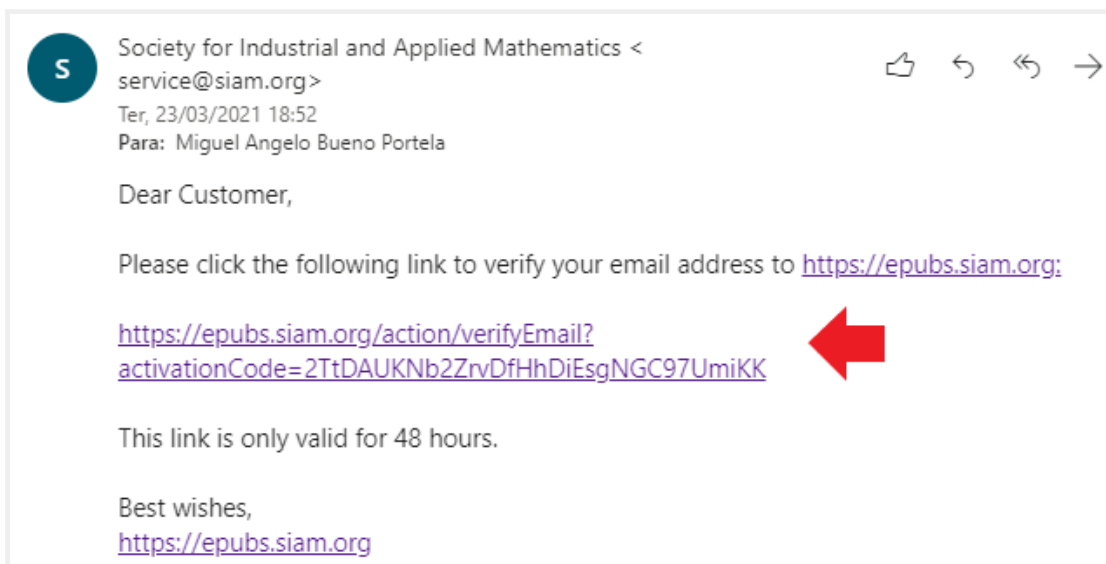 S
Society for Industrial and Applied Mathematics <
service@siam.org>
Ter, 23/03/2021 18:52
Para: Miguel Angelo Bueno Portela
Dear Customer,
Please click the following link to verify your email address to https://epubs.siam.org:
https://epubs.siam.org/action/verifyEmail?
activationCode=2TtDAUKNb2ZrvDfHhDiEsgNGC97UmiKK
This link is only valid for 48 hours.
Best wishes,
https://epubs.siam.org